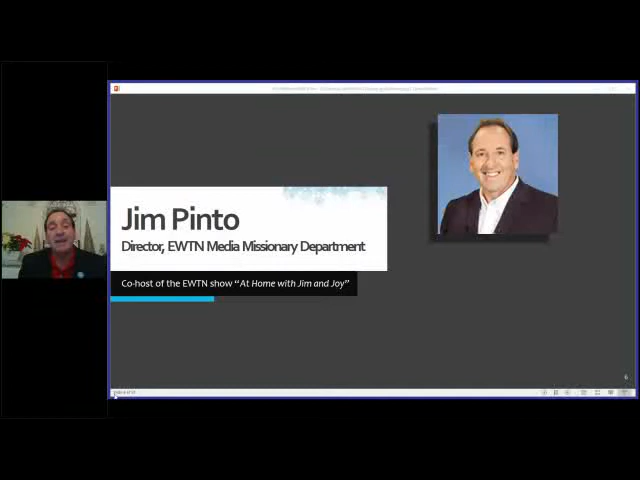 Jim Pinto
Director, EWTN Media Missionary Department
Co-host of the EWTN show "At Home with Jim and Joy"
6